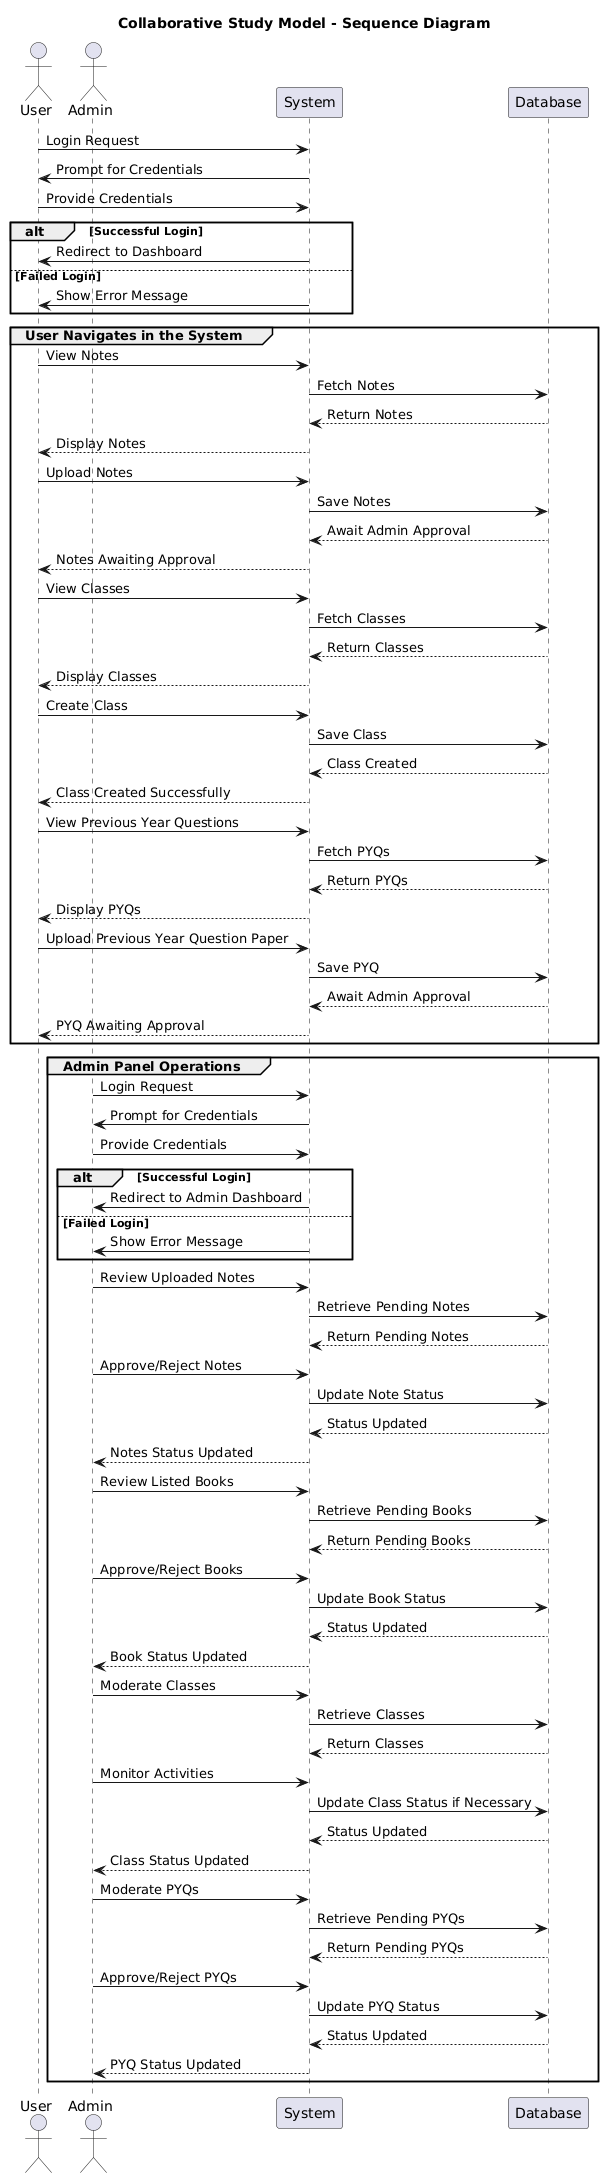 Collaborative Study Model - Sequence Diagram
User
Admin
System
Database
Login Request
Prompt for Credentials
Provide Credentials
alt [Successful Login]
Redirect to Dashboard
[Failed Login]
Show Error Message
User Navigates in the System
View Notes
Fetch Notes
Return Notes
Display Notes
Upload Notes
Save Notes
Await Admin Approval
Notes Awaiting Approval
View Classes
Fetch Classes
Return Classes
Display Classes
Create Class
Save Class
Class Created
Class Created Successfully
View Previous Year Questions
Fetch PYQs
Return PYQs
Display PYQs
Upload Previous Year Question Paper
Save PYQ
Await Admin Approval
PYQ Awaiting Approval
Admin Panel Operations
Login Request
Prompt for Credentials
Provide Credentials
alt [Successful Login]
Redirect to Admin Dashboard
[Failed Login]
Show Error Message
Review Uploaded Notes
Retrieve Pending Notes
Return Pending Notes
Approve/Reject Notes
Update Note Status
Status Updated
Notes Status Updated
Review Listed Books
Retrieve Pending Books
Return Pending Books
Approve/Reject Books
Update Book Status
Status Updated
Book Status Updated
Moderate Classes
Retrieve Classes
Return Classes
Monitor Activities
Update Class Status if Necessary
Status Updated
Class Status Updated
Moderate PYQs
Retrieve Pending PYQs
Return Pending PYQs
Approve/Reject PYQs
Update PYQ Status
Status Updated
PYQ Status Updated
User
Admin
System
Database